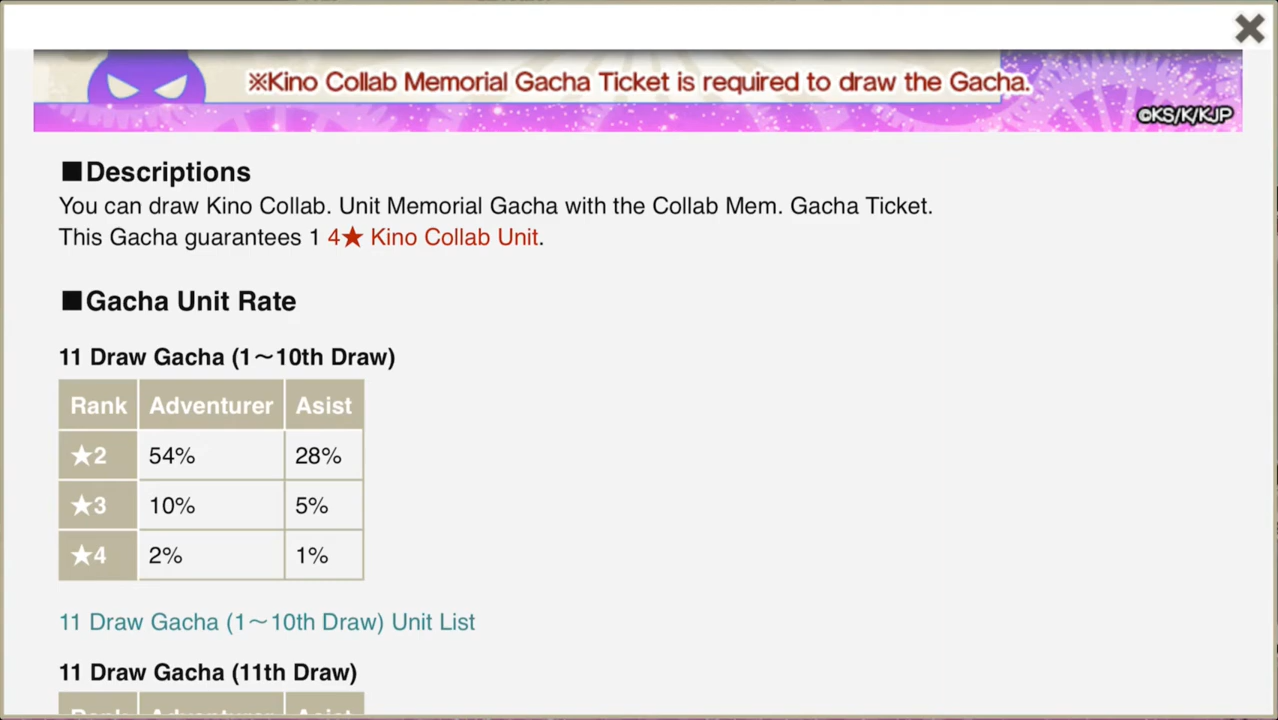 ※Kino Collab Memorial Gacha Ticket is required to draw the Gacha.
©KS/K/KJP
■Descriptions
You can draw Kino Collab. Unit Memorial Gacha with the Collab Mem. Gacha Ticket.
This Gacha guarantees 1 4★ Kino Collab Unit.
■Gacha Unit Rate
11 Draw Gacha (1～10th Draw)
Rank Adventurer Asist
★2 54% 28%
★3 10% 5%
★4 2% 1%
11 Draw Gacha (1～10th Draw) Unit List
11 Draw Gacha (11th Draw)
Rank Adventurer Asist